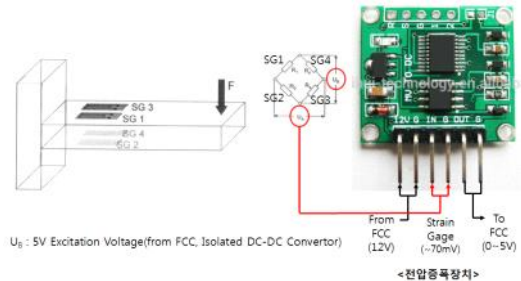 SG 3
SG 1
SG 4
SG 2
F
SG1
SG4
SG2
SG3
12V G IN G OUT G
From
FCC
(12V)
Strain
Gage
(~70mV)
To
FCC
(0~5V)
U_B : 5V Excitation Voltage(from FCC, Isolated DC-DC Convertor)
<전압증폭장치>